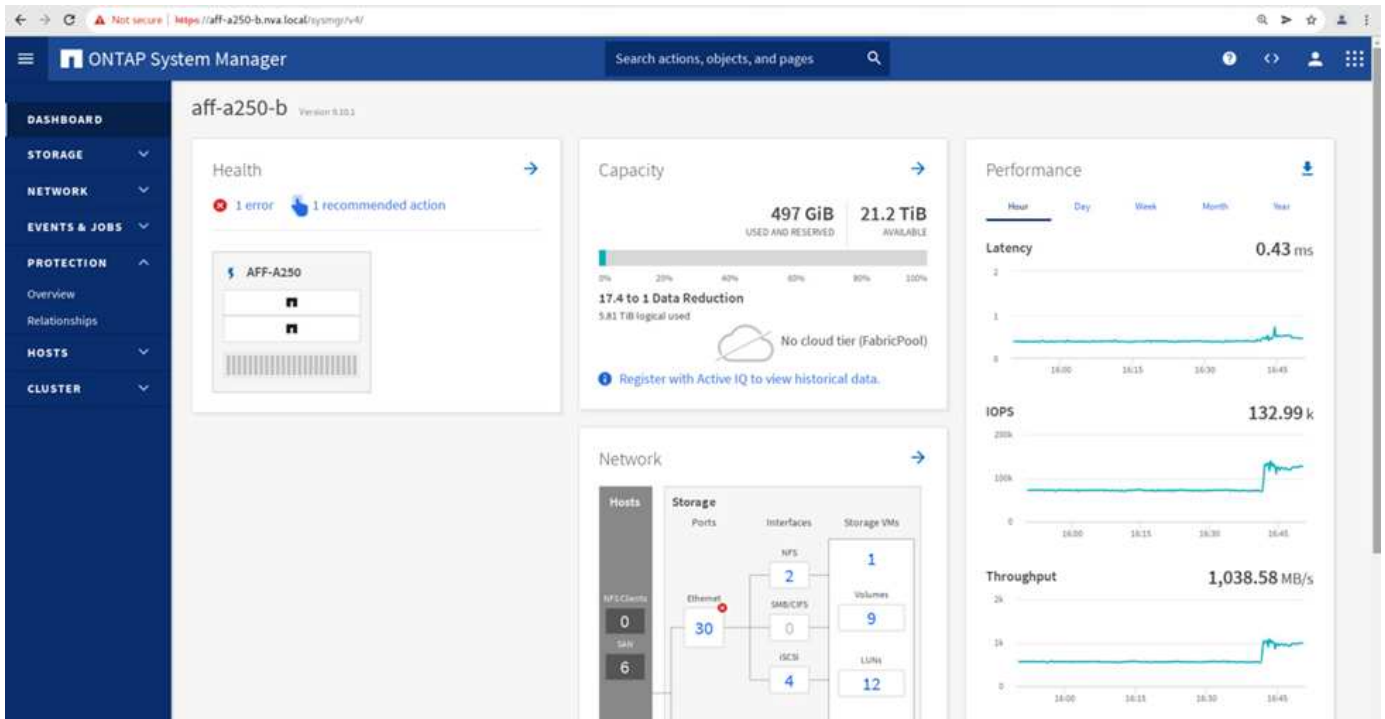 Not secure | https://aff-a250-b.nva.local/sysmgr/v4/
ONTAP System Manager
Search actions, objects, and pages
DASHBOARD
STORAGE
NETWORK
EVENTS & JOBS
PROTECTION
Overview
Relationships
HOSTS
CLUSTER
aff-a250-b Version 9.10.1
Health
1 error 1 recommended action
AFF-A250
Capacity
497 GiB 21.2 TiB
USED AND RESERVED AVAILABLE
0% 20% 40% 60% 80% 100%
17.4 to 1 Data Reduction
5.81 TiB logical used
No cloud tier (FabricPool)
Register with Active IQ to view historical data.
Network
Hosts Storage
Ports Interfaces Storage VMs
NFS
1
2
NFS Clients Ethernet SMB/CIFS Volumes
0 30 0 9
SAN iSCSI LUNs
6 4 12
Performance
Hour Day Week Month Year
Latency 0.43 ms
2
1
0
16:00 16:15 16:30 16:45
IOPS 132.99 k
200k
100k
0
16:00 16:15 16:30 16:45
Throughput 1,038.58 MB/s
2k
1k
0
16:00 16:15 16:30 16:45